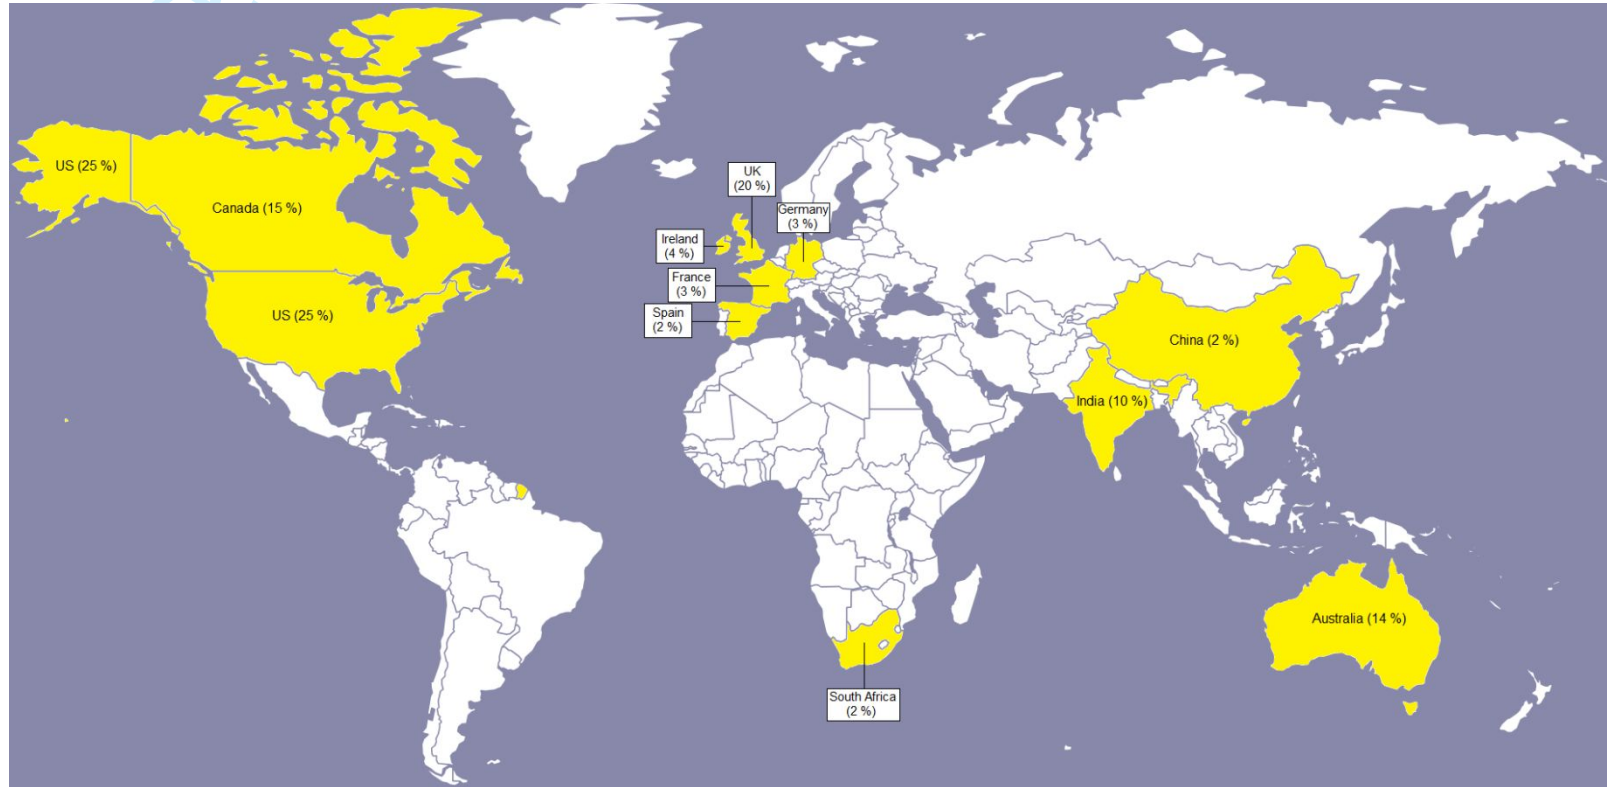 US (25 %)
Canada (15 %)
US (25 %)
UK
(20 %)
Germany
(3 %)
Ireland
(4 %)
France
(3 %)
Spain
(2 %)
China (2 %)
India (10 %)
Australia (14 %)
South Africa
(2 %)